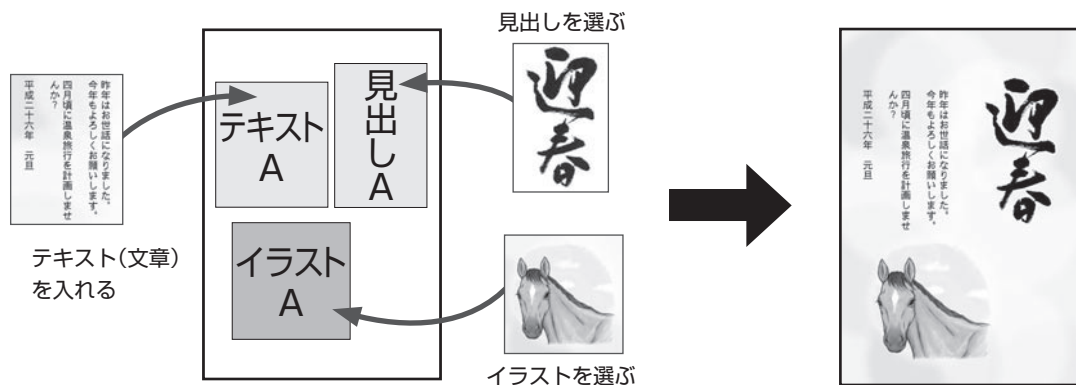 見出しを選ぶ
迎春
昨年はお世話になりました。
今年もよろしくお願いします。
四月頃に温泉旅行を計画しませ
んか？
平成二十六年　元旦
テキスト(文章)
を入れる
テキスト
A
見出しA
イラスト
A
イラストを選ぶ
迎春
昨年はお世話になりました。
今年もよろしくお願いします。
四月頃に温泉旅行を計画しませ
んか？
平成二十六年　元旦